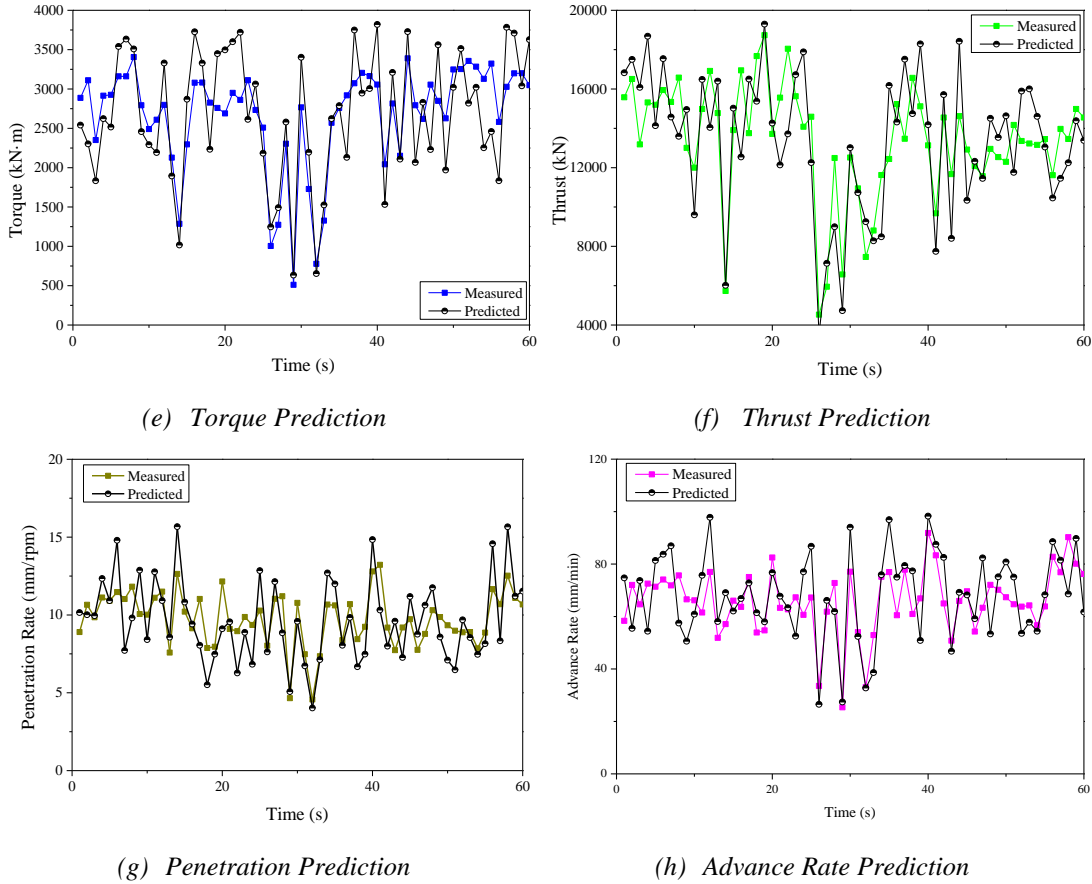 4000
3500
3000
2500
2000
1500
1000
500
0
Torque (kN·m)
Measured
Predicted
0 20 40 60
Time (s)
(e) Torque Prediction
20000
16000
12000
8000
4000
Thrust (kN)
Measured
Predicted
0 20 40 60
Time (s)
(f) Thrust Prediction
20
15
10
5
0
Penetration Rate (mm/rpm)
Measured
Predicted
0 20 40 60
Time (s)
(g) Penetration Prediction
120
80
40
0
Advance Rate (mm/min)
Measured
Predicted
0 20 40 60
Time (s)
(h) Advance Rate Prediction